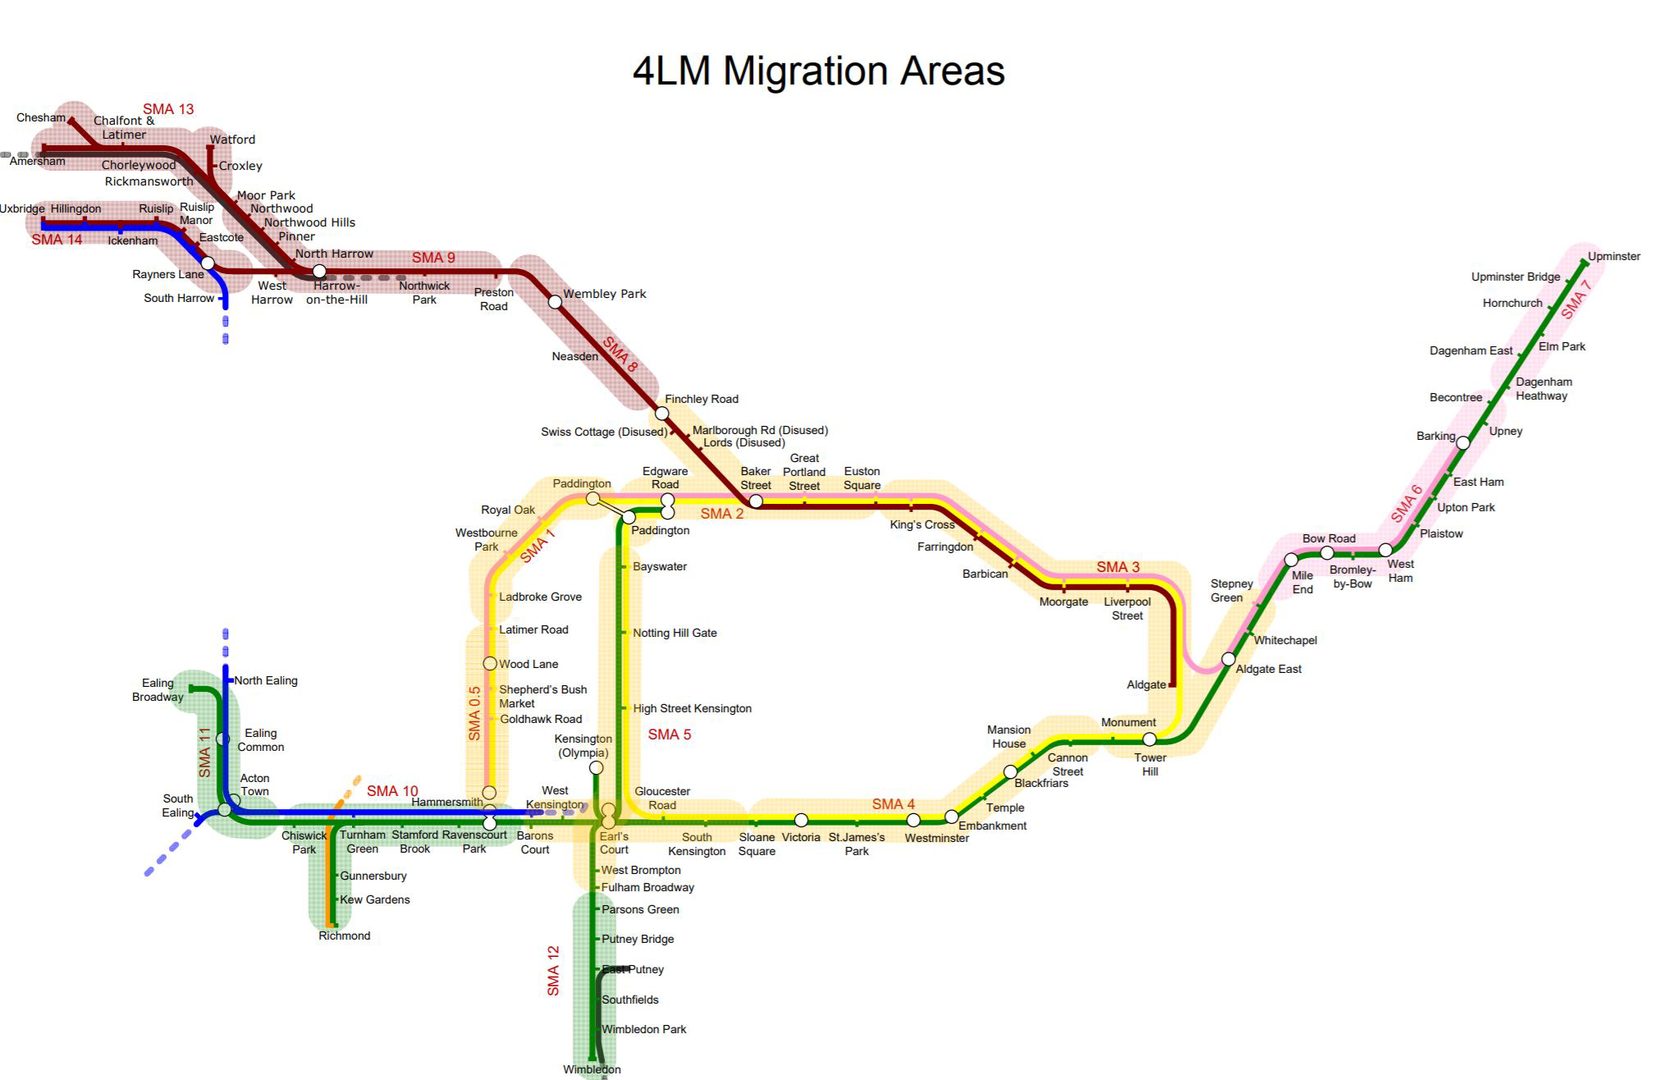 4LM Migration Areas
SMA 13
Chesham
Chalfont &
Latimer
Amersham
Chorleywood
Rickmansworth
Watford
Croxley
Moor Park
Northwood
Northwood Hills
Pinner
North Harrow
Uxbridge
Hillingdon
Ruislip
Ruislip
Manor
Eastcote
SMA 14
Ickenham
Rayners Lane
South Harrow
West
Harrow
Harrow-
on-the-Hill
SMA 9
Northwick
Park
Preston
Road
Wembley Park
Neasden
SMA 8
Finchley Road
Swiss Cottage (Disused)
Marlborough Rd (Disused)
Lords (Disused)
Paddington
Edgware
Road
Baker
Street
Great
Portland
Street
Euston
Square
SMA 2
Royal Oak
Westbourne
Park
SMA 1
Paddington
King's Cross
Farringdon
Barbican
Moorgate
SMA 3
Liverpool
Street
Ladbroke Grove
Latimer Road
Wood Lane
Shepherd's Bush
Market
Goldhawk Road
SMA 0.5
Hammersmith
Bayswater
Notting Hill Gate
High Street Kensington
SMA 5
Kensington
(Olympia)
Gloucester
Road
West
Kensington
Aldgate
Aldgate East
Whitechapel
Stepney
Green
Mile
End
Bow Road
Bromley-
by-Bow
West
Ham
SMA 6
Plaistow
Upton Park
East Ham
Barking
Upney
Becontree
Dagenham
Heathway
Dagenham East
Elm Park
Hornchurch
SMA 7
Upminster Bridge
Upminster
Monument
Tower
Hill
Mansion
House
Cannon
Street
Blackfriars
Temple
Embankment
SMA 4
Westminster
St.James's
Park
Victoria
Sloane
Square
South
Kensington
Earl's
Court
Barons
Court
Ealing
Broadway
North Ealing
Ealing
Common
SMA 11
Acton
Town
South
Ealing
SMA 10
Chiswick
Park
Turnham
Green
Stamford
Brook
Ravenscourt
Park
Gunnersbury
Kew Gardens
Richmond
West Brompton
Fulham Broadway
Parsons Green
Putney Bridge
SMA 12
East Putney
Southfields
Wimbledon Park
Wimbledon